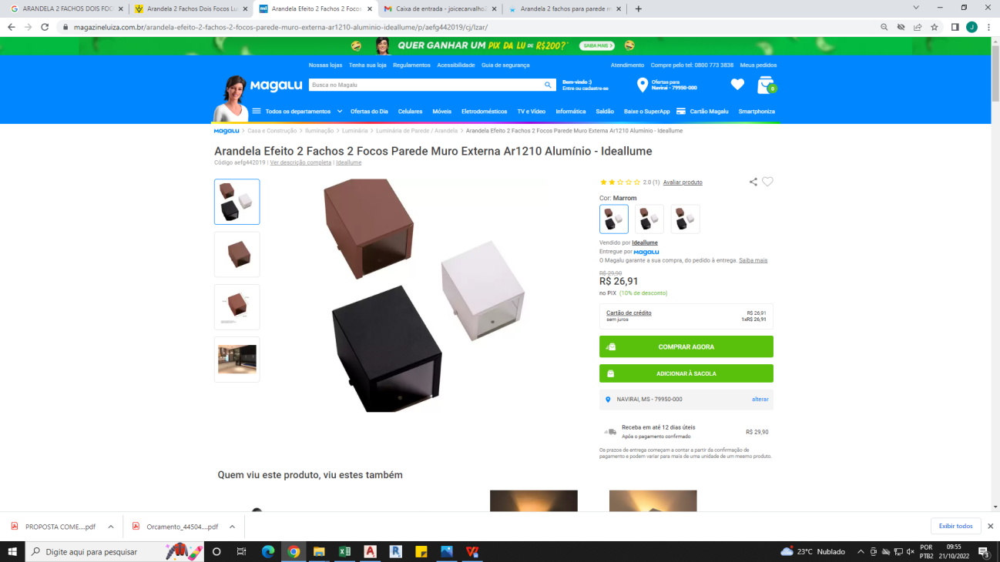 ARANDELA 2 FACHOS DOIS FOC
Arandela 2 Fachos Dois Focos Lu
Arandela Efeito 2 Fachos 2 Focos
Caixa de entrada - joicecarvalho2
Arandela 2 fachos para parede m
magazineluiza.com.br/arandela-efeito-2-fachos-2-focos-parede-muro-externa-ar1210-aluminio-ideallume/p/aefg442019/cj/lzar/
QUER GANHAR UM PIX DA LU DE R$200?* SAIBA MAIS >
Nossas lojas Tenha sua loja Regulamentos Acessibilidade Guia de segurança
Atendimento Compre pelo tel: 0800 773 3838 Meus pedidos
MAGALU
Busca no Magalu
Bem-vindo :)
Entre ou cadastre-se
Ofertas para
Navirai - 79950-000
0
Todos os departamentos Ofertas do Dia Celulares Móveis Eletrodomésticos TV e Vídeo Informática Saldão Baixe o SuperApp Cartão Magalu Smartphoniza
MAGALU > Casa e Construção > Iluminação > Luminária > Luminária de Parede / Arandela > Arandela Efeito 2 Fachos 2 Focos Parede Muro Externa Ar1210 Alumínio - Ideallume
Arandela Efeito 2 Fachos 2 Focos Parede Muro Externa Ar1210 Alumínio - Ideallume
Código aefg442019 | Ver descrição completa | Ideallume
2.0 (1) Avaliar produto
Cor: Marrom
Vendido por Ideallume
Entregue por MAGALU
O Magalu garante a sua compra, do pedido à entrega. Saiba mais
R$ 29,90
R$ 26,91
no PIX (10% de desconto)
Cartão de crédito R$ 26,91
sem juros 1xR$ 26,91
COMPRAR AGORA
ADICIONAR À SACOLA
NAVIRAI, MS - 79950-000 alterar
Receba em até 12 dias úteis R$ 29,90
Após o pagamento confirmado
Os prazos de entrega começam a contar a partir da confirmação de
pagamento e podem variar para mais de uma unidade de um mesmo produto.
Quem viu este produto, viu estes também
PROPOSTA COME....pdf
Orcamento_44504....pdf
Exibir todos
Digite aqui para pesquisar
23°C Nublado
POR
PTB2
09:55
21/10/2022
3